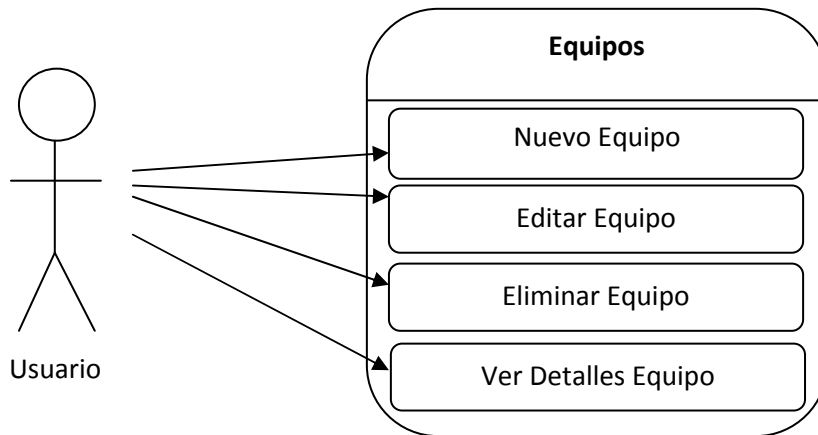 Equipos
Nuevo Equipo
Editar Equipo
Eliminar Equipo
Ver Detalles Equipo
Usuario